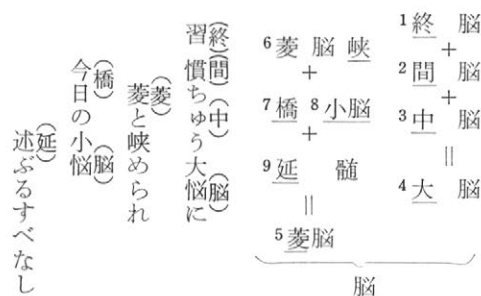 1終 脳
+
2間 脳
+
3中 脳
||
4大 脳
6菱 脳 峡
+
7橋 8小脳
+
9延 髄
||
5菱脳
脳
(終)(間)(中)(脳)
習慣ちゅう大悩に
(菱)
菱と峡められ
(橋)(脳)
今日の小悩
(延)
述ぶるすべなし